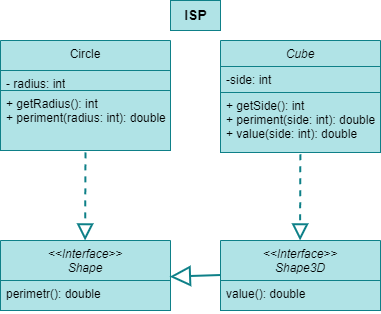 ISP
Circle
- radius: int
+ getRadius(): int
+ periment(radius: int): double
Cube
-side: int
+ getSide(): int
+ periment(side: int): double
+ value(side: int): double
<<Interface>>
Shape
perimetr(): double
<<Interface>>
Shape3D
value(): double